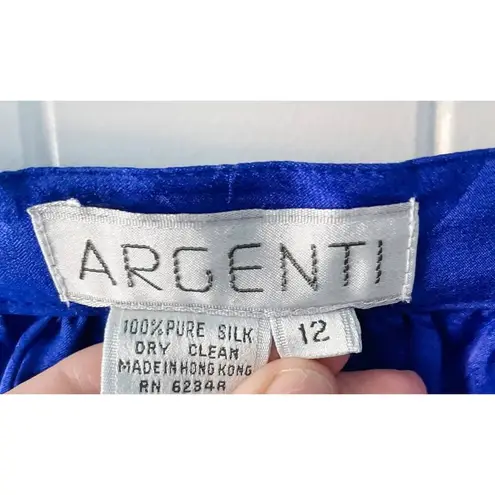 ARGENTI
12
100% PURE SILK
DRY CLEAN
MADE IN HONG KONG
RN 62348